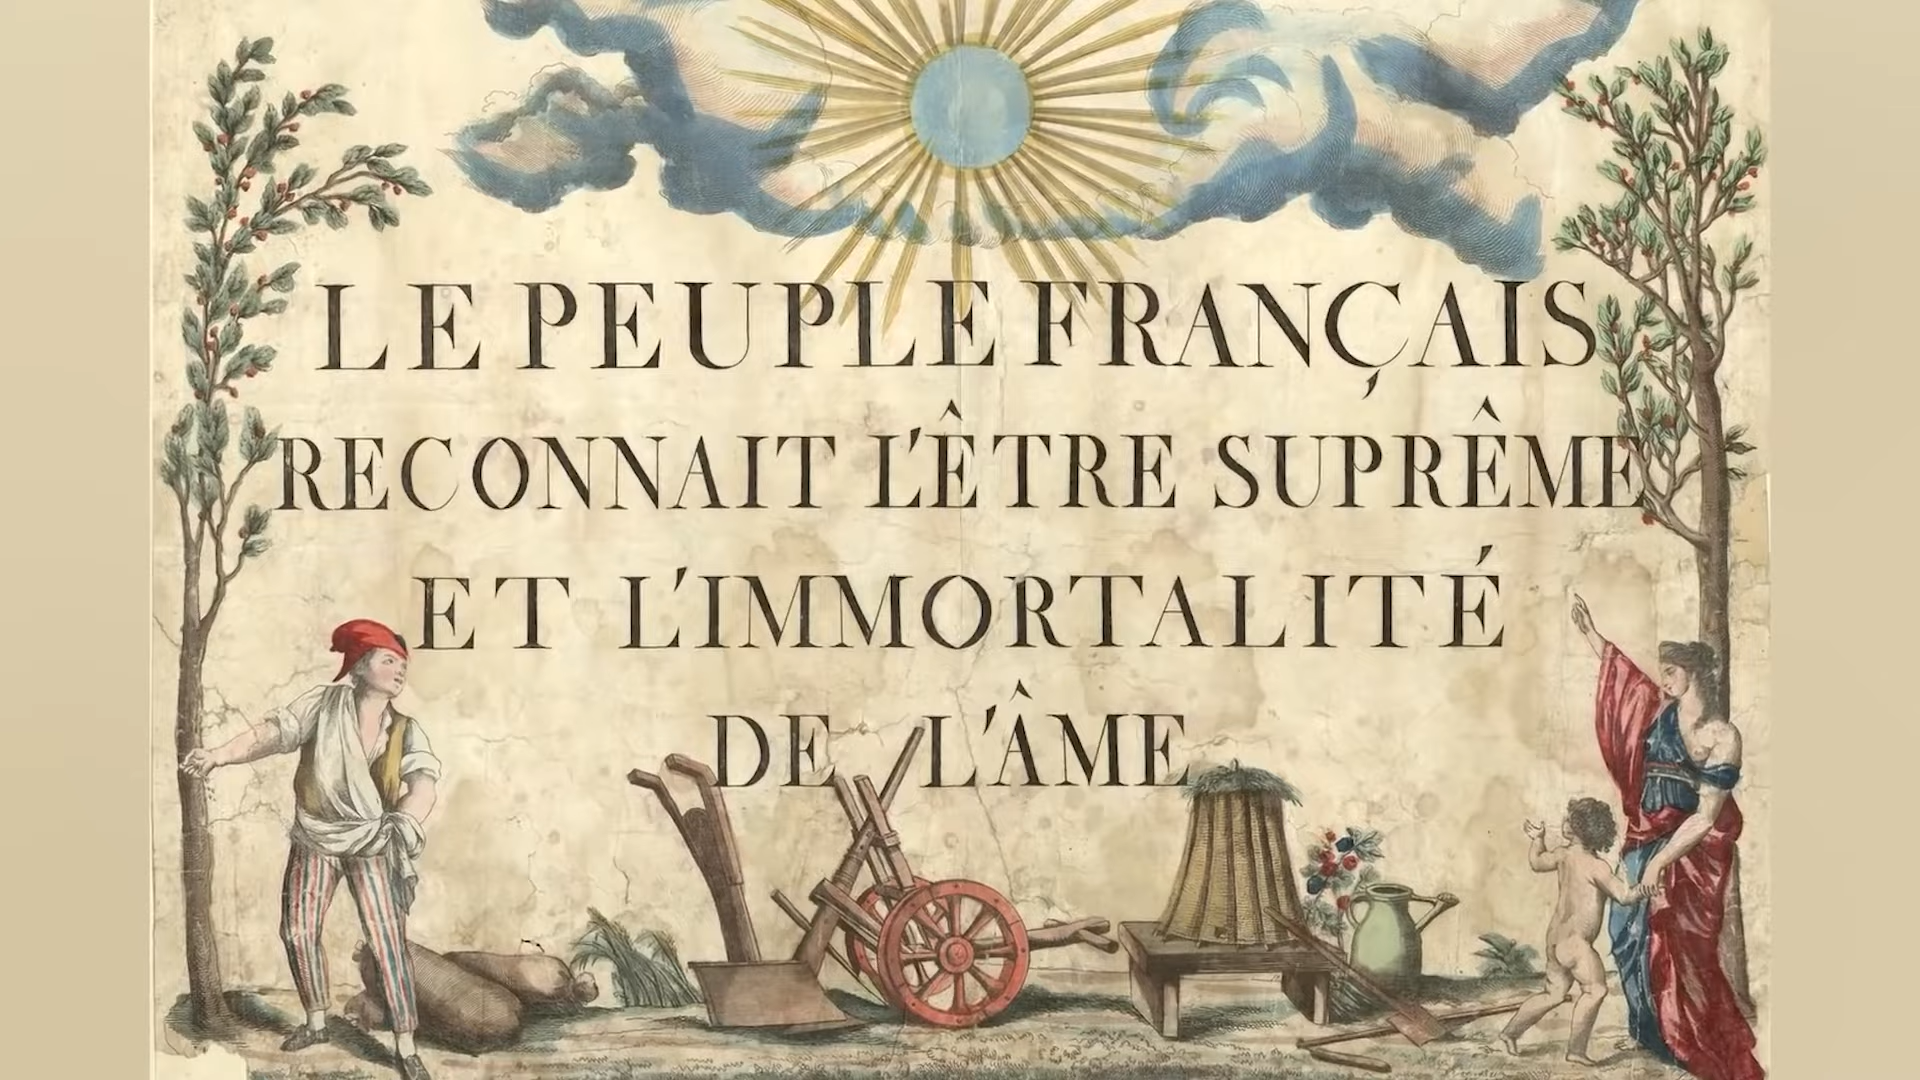 LE PEUPLE FRANÇAIS
RECONNAIT L'ÊTRE SUPRÊME
ET L'IMMORTALITÉ
DE L'ÂME